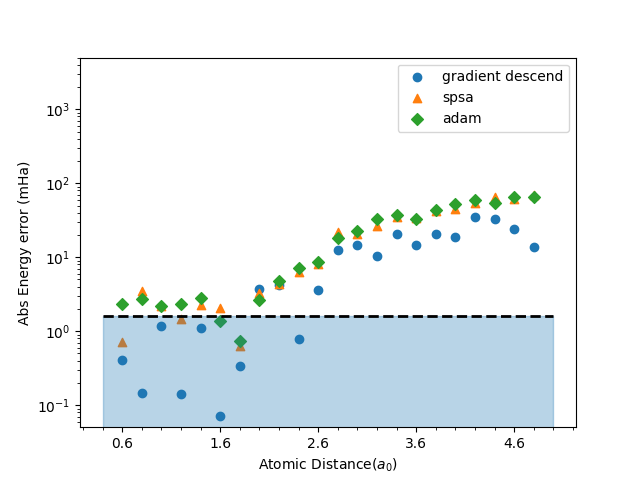 gradient descend
spsa
adam
Abs Energy error (mHa)
10³
10²
10¹
10⁰
10⁻¹
0.6 1.6 2.6 3.6 4.6
Atomic Distance(a₀)